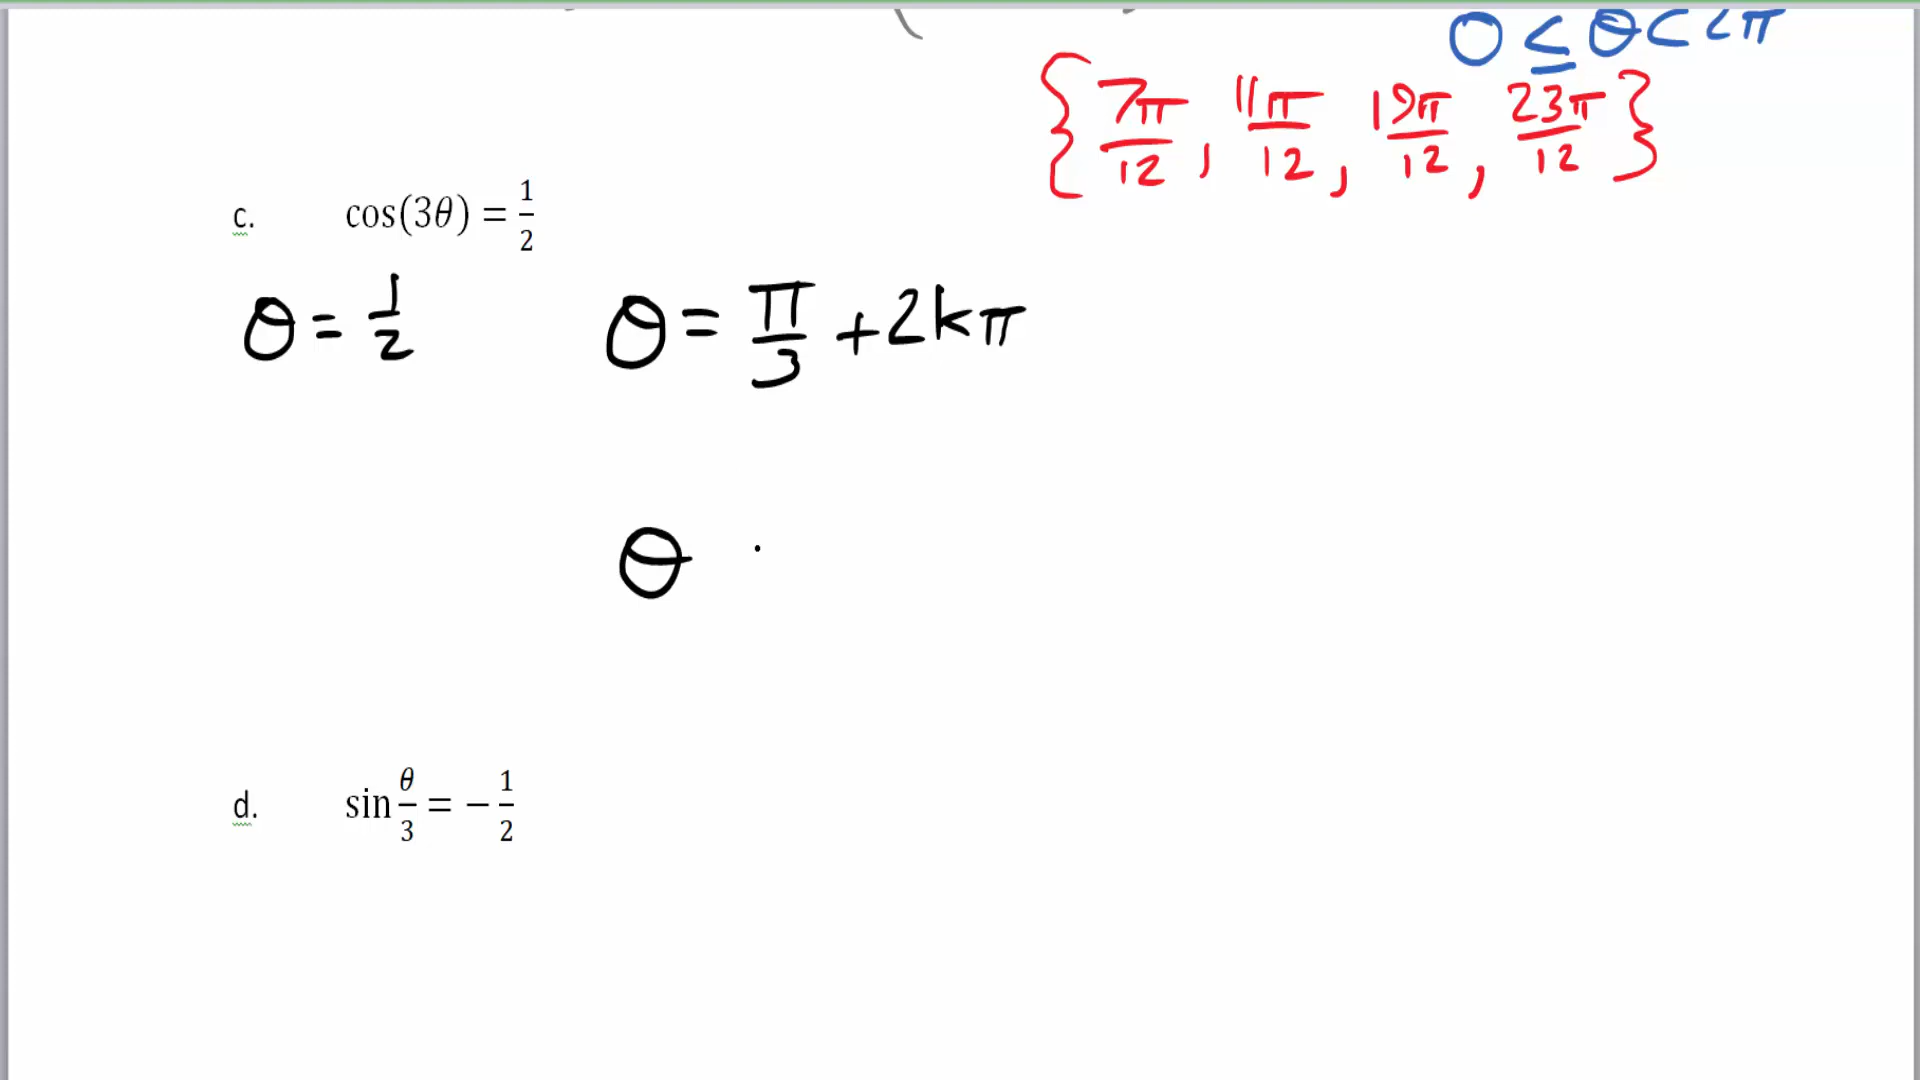 0 ≤ θ < 2π
{7π/12, 11π/12, 19π/12, 23π/12}
c. cos(3θ) = 1/2
θ = 1/2 θ = π/3 + 2kπ
θ
d. sin θ/3 = − 1/2